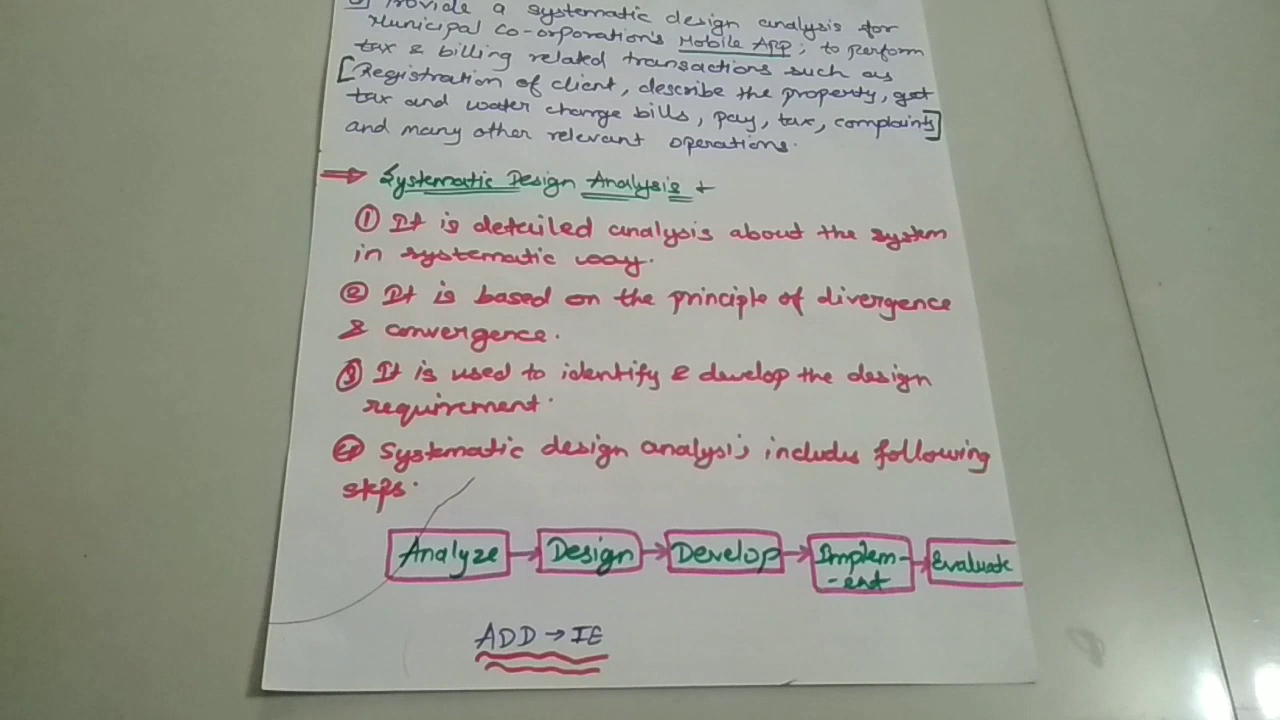 Provide a systematic design analysis for
Municipal co-orporation's Mobile App; to perform
tax & billing related transactions such as
[Registration of client, describe the property, get
tax and water charge bills, pay, tax, complaints]
and many other relevant operations.
⇒ Systematic Design Analysis
① It is detailed analysis about the system
in systematic way.
② It is based on the principle of divergence
& convergence.
③ It is used to identify & develop the design
requirement.
④ Systematic design analysis includes following
steps.
Analyze → Design → Develop → Implem- → Evaluate
-ent
ADD → IE